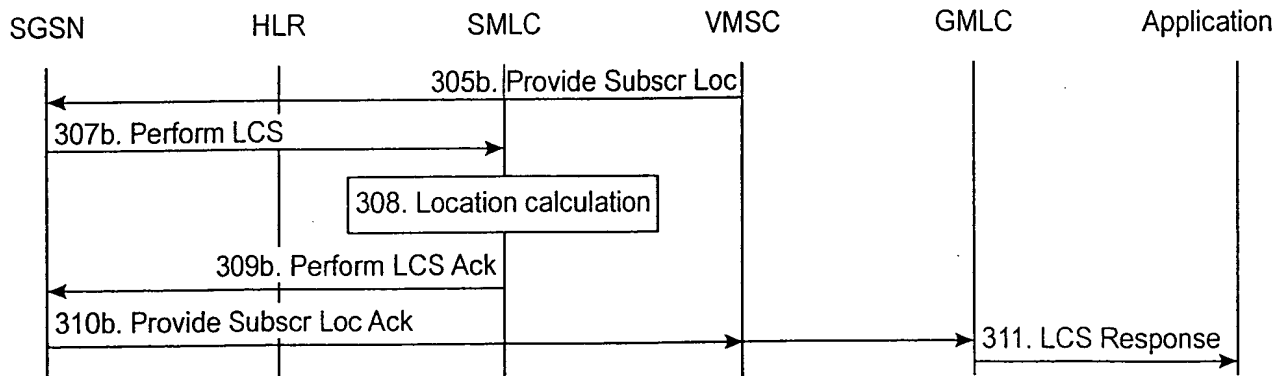 SGSN HLR SMLC VMSC GMLC Application
305b. Provide Subscr Loc
307b. Perform LCS
308. Location calculation
309b. Perform LCS Ack
310b. Provide Subscr Loc Ack
311. LCS Response